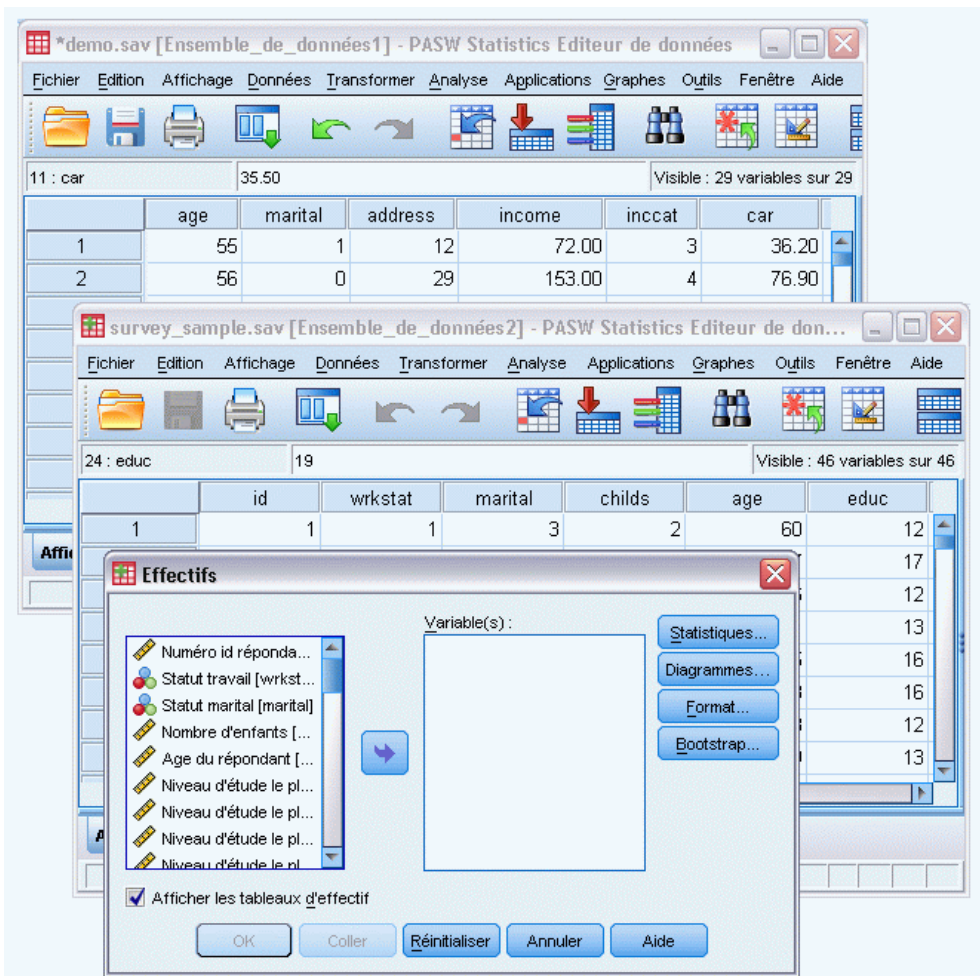 *demo.sav [Ensemble_de_données1] - PASW Statistics Editeur de données
Fichier Edition Affichage Données Transformer Analyse Applications Graphes Outils Fenêtre Aide
11 : car 35.50 Visible : 29 variables sur 29
age marital address income inccat car
1 55 1 12 72.00 3 36.20
2 56 0 29 153.00 4 76.90
survey_sample.sav [Ensemble_de_données2] - PASW Statistics Editeur de don...
Fichier Edition Affichage Données Transformer Analyse Applications Graphes Outils Fenêtre Aide
24 : educ 19 Visible : 46 variables sur 46
id wrkstat marital childs age educ
1 1 1 3 2 60 12
17
12
13
16
16
12
13
Effectifs
Variable(s) :
Numéro id réponda...
Statut travail [wrkst...
Statut marital [marital]
Nombre d'enfants [...
Age du répondant [...
Niveau d'étude le pl...
Niveau d'étude le pl...
Niveau d'étude le pl...
Niveau d'étude le pl...
Statistiques...
Diagrammes...
Format...
Bootstrap...
Afficher les tableaux d'effectif
OK Coller Réinitialiser Annuler Aide